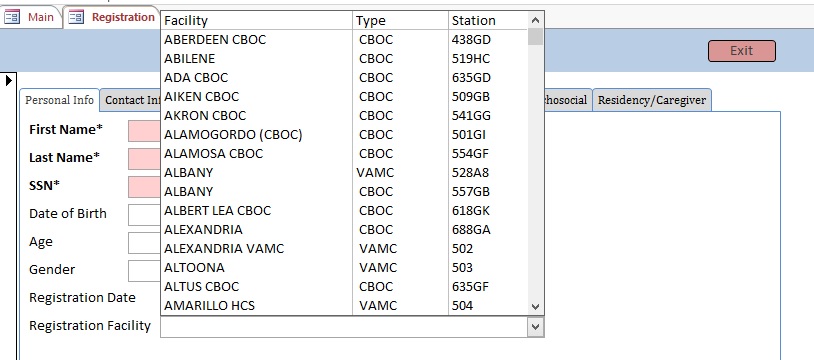 Main Registration
Exit
Personal Info Contact Inf hosocial Residency/Caregiver
First Name*
Last Name*
SSN*
Date of Birth
Age
Gender
Registration Date
Registration Facility
Facility Type Station
ABERDEEN CBOC CBOC 438GD
ABILENE CBOC 519HC
ADA CBOC CBOC 635GD
AIKEN CBOC CBOC 509GB
AKRON CBOC CBOC 541GG
ALAMOGORDO (CBOC) CBOC 501GI
ALAMOSA CBOC CBOC 554GF
ALBANY VAMC 528A8
ALBANY CBOC 557GB
ALBERT LEA CBOC CBOC 618GK
ALEXANDRIA CBOC 688GA
ALEXANDRIA VAMC VAMC 502
ALTOONA VAMC 503
ALTUS CBOC CBOC 635GF
AMARILLO HCS VAMC 504